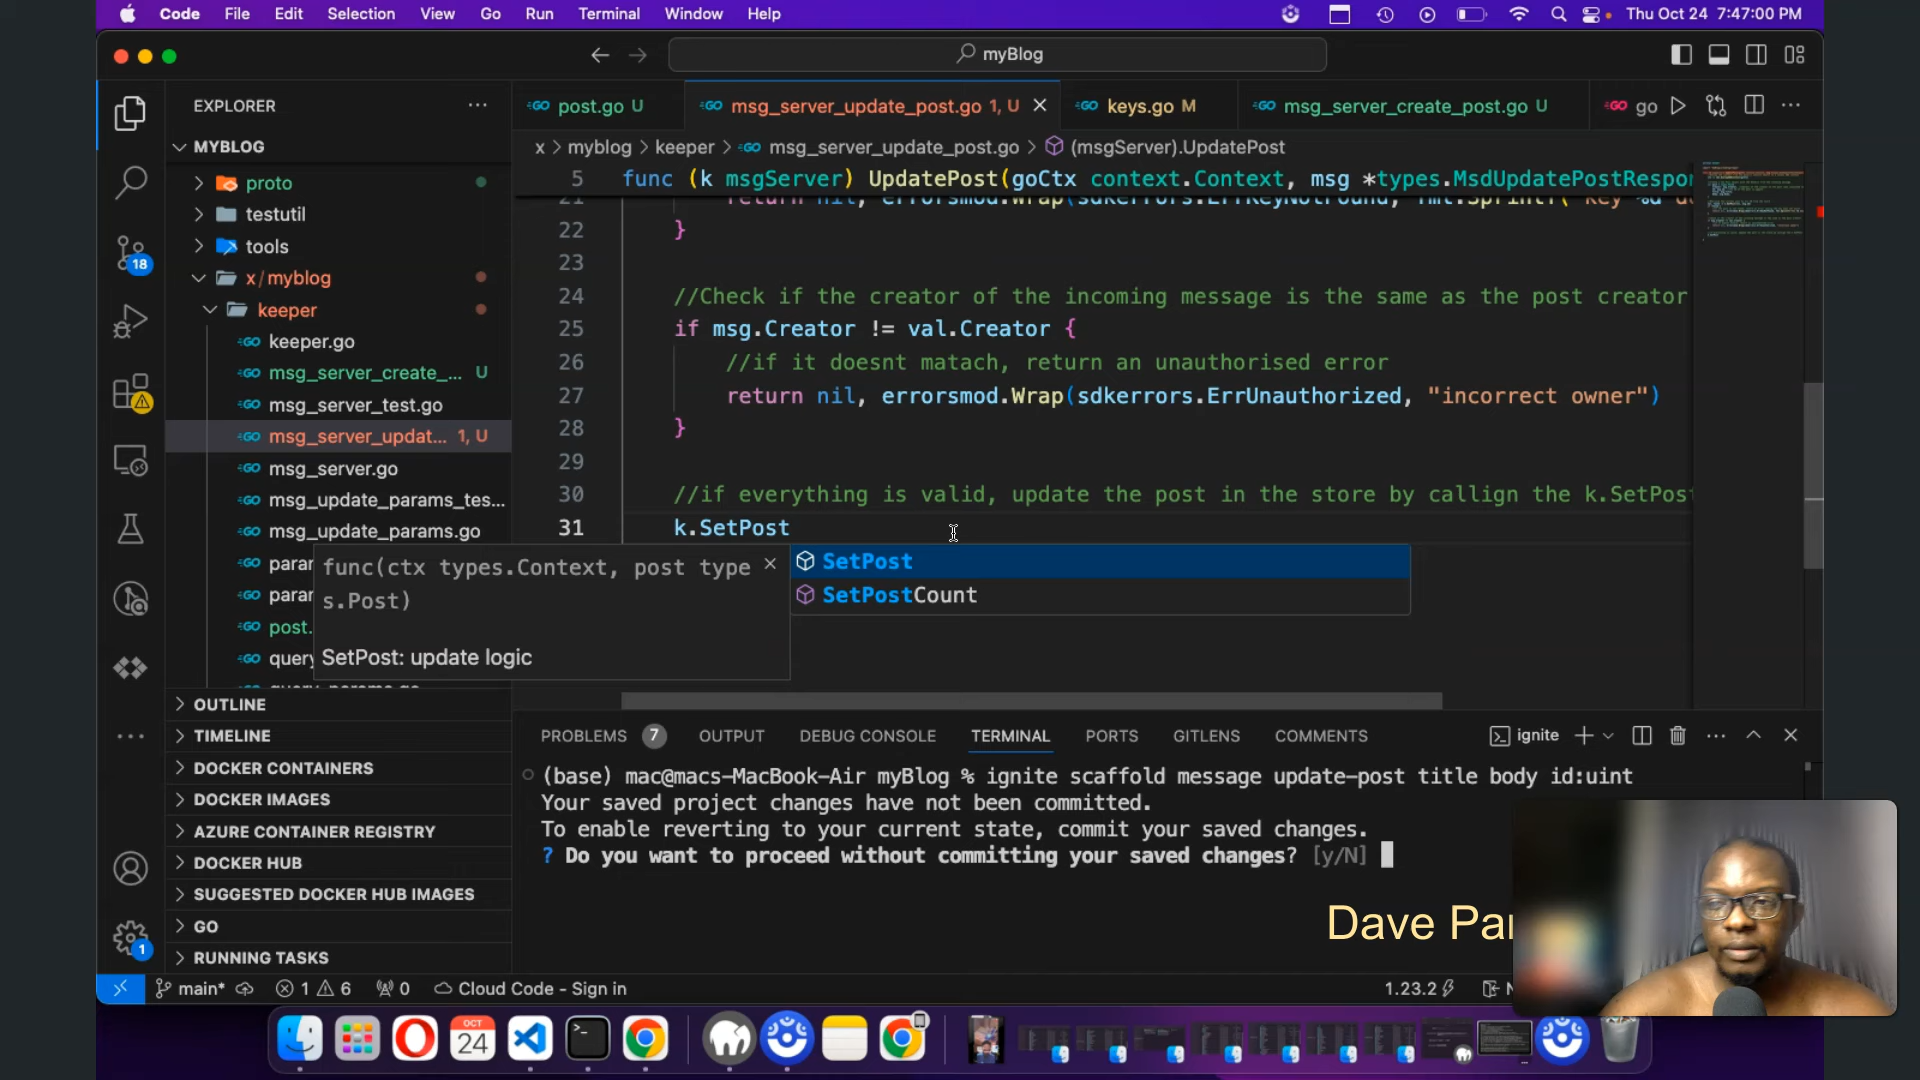 Code File Edit Selection View Go Run Terminal Window Help
Thu Oct 24 7:47:00 PM
myBlog
EXPLORER
MYBLOG
proto
testutil
tools
x / myblog
keeper
keeper.go
msg_server_create_... U
msg_server_test.go
msg_server_updat... 1, U
msg_server.go
msg_update_params_tes...
msg_update_params.go
OUTLINE
TIMELINE
DOCKER CONTAINERS
DOCKER IMAGES
AZURE CONTAINER REGISTRY
DOCKER HUB
SUGGESTED DOCKER HUB IMAGES
GO
RUNNING TASKS
18
1
post.go U
msg_server_update_post.go 1, U
keys.go M
msg_server_create_post.go U
go
x > myblog > keeper > msg_server_update_post.go > (msgServer).UpdatePost
5 func (k msgServer) UpdatePost(goCtx context.Context, msg *types.MsdUpdatePostRespon
22 }
23
24 //Check if the creator of the incoming message is the same as the post creator
25 if msg.Creator != val.Creator {
26 //if it doesnt matach, return an unauthorised error
27 return nil, errorsmod.Wrap(sdkerrors.ErrUnauthorized, "incorrect owner")
28 }
29
30 //if everything is valid, update the post in the store by callign the k.SetPost
31 k.SetPost
func(ctx types.Context, post type
s.Post)
SetPost: update logic
SetPost
SetPostCount
PROBLEMS 7 OUTPUT DEBUG CONSOLE TERMINAL PORTS GITLENS COMMENTS
ignite
(base) mac@macs-MacBook-Air myBlog % ignite scaffold message update-post title body id:uint
Your saved project changes have not been committed.
To enable reverting to your current state, commit your saved changes.
? Do you want to proceed without committing your saved changes? [y/N]
Dave Par
main* 1 6 0 Cloud Code - Sign in
1.23.2
OCT
24